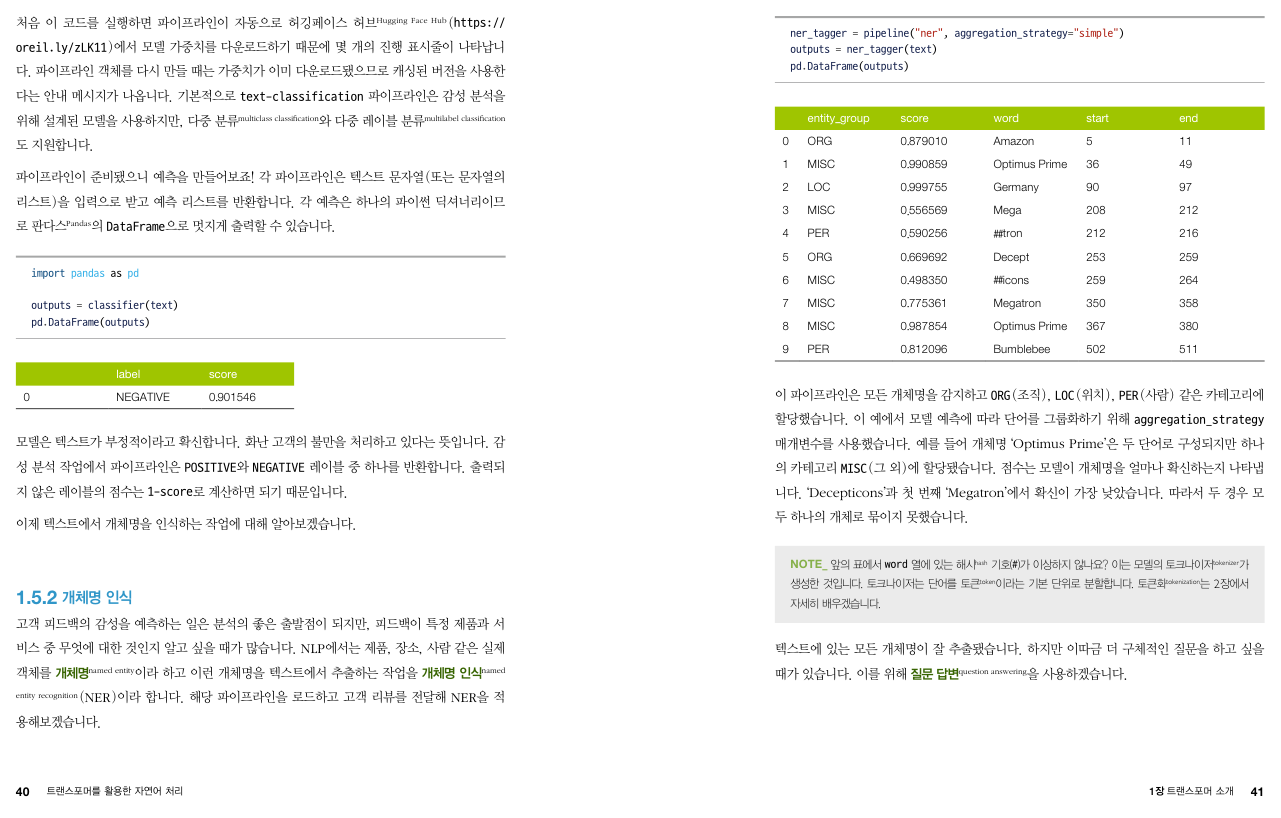 처음 이 코드를 실행하면 파이프라인이 자동으로 허깅페이스 허브Hugging Face Hub (https://
oreil.ly/zLK11)에서 모델 가중치를 다운로드하기 때문에 몇 개의 진행 표시줄이 나타납니
다. 파이프라인 객체를 다시 만들 때는 가중치가 이미 다운로드됐으므로 캐싱된 버전을 사용한
다는 안내 메시지가 나옵니다. 기본적으로 text-classification 파이프라인은 감성 분석을
위해 설계된 모델을 사용하지만, 다중 분류multiclass classification와 다중 레이블 분류multilabel classification
도 지원합니다.
파이프라인이 준비됐으니 예측을 만들어보죠! 각 파이프라인은 텍스트 문자열(또는 문자열의
리스트)을 입력으로 받고 예측 리스트를 반환합니다. 각 예측은 하나의 파이썬 딕셔너리이므
로 판다스Pandas의 DataFrame으로 멋지게 출력할 수 있습니다.
import pandas as pd
outputs = classifier(text)
pd.DataFrame(outputs)
label score
0 NEGATIVE 0.901546
모델은 텍스트가 부정적이라고 확신합니다. 화난 고객의 불만을 처리하고 있다는 뜻입니다. 감
성 분석 작업에서 파이프라인은 POSITIVE와 NEGATIVE 레이블 중 하나를 반환합니다. 출력되
지 않은 레이블의 점수는 1-score로 계산하면 되기 때문입니다.
이제 텍스트에서 개체명을 인식하는 작업에 대해 알아보겠습니다.
1.5.2 개체명 인식
고객 피드백의 감성을 예측하는 일은 분석의 좋은 출발점이 되지만, 피드백이 특정 제품과 서
비스 중 무엇에 대한 것인지 알고 싶을 때가 많습니다. NLP에서는 제품, 장소, 사람 같은 실제
객체를 개체명named entity이라 하고 이런 개체명을 텍스트에서 추출하는 작업을 개체명 인식named
entity recognition (NER)이라 합니다. 해당 파이프라인을 로드하고 고객 리뷰를 전달해 NER을 적
용해보겠습니다.
40 트랜스포머를 활용한 자연어 처리
ner_tagger = pipeline("ner", aggregation_strategy="simple")
outputs = ner_tagger(text)
pd.DataFrame(outputs)
entity_group score word start end
0 ORG 0.879010 Amazon 5 11
1 MISC 0.990859 Optimus Prime 36 49
2 LOC 0.999755 Germany 90 97
3 MISC 0.556569 Mega 208 212
4 PER 0.590256 ##tron 212 216
5 ORG 0.669692 Decept 253 259
6 MISC 0.498350 ##icons 259 264
7 MISC 0.775361 Megatron 350 358
8 MISC 0.987854 Optimus Prime 367 380
9 PER 0.812096 Bumblebee 502 511
이 파이프라인은 모든 개체명을 감지하고 ORG(조직), LOC(위치), PER(사람) 같은 카테고리에
할당했습니다. 이 예에서 모델 예측에 따라 단어를 그룹화하기 위해 aggregation_strategy
매개변수를 사용했습니다. 예를 들어 개체명 ‘Optimus Prime’은 두 단어로 구성되지만 하나
의 카테고리 MISC(그 외)에 할당됐습니다. 점수는 모델이 개체명을 얼마나 확신하는지 나타냅
니다. ‘Decepticons’과 첫 번째 ‘Megatron’에서 확신이 가장 낮았습니다. 따라서 두 경우 모
두 하나의 개체로 묶이지 못했습니다.
NOTE_ 앞의 표에서 word 열에 있는 해시hash 기호(#)가 이상하지 않나요? 이는 모델의 토크나이저tokenizer가
생성한 것입니다. 토크나이저는 단어를 토큰token이라는 기본 단위로 분할합니다. 토큰화tokenization는 2장에서
자세히 배우겠습니다.
텍스트에 있는 모든 개체명이 잘 추출됐습니다. 하지만 이따금 더 구체적인 질문을 하고 싶을
때가 있습니다. 이를 위해 질문 답변question answering을 사용하겠습니다.
1장 트랜스포머 소개 41